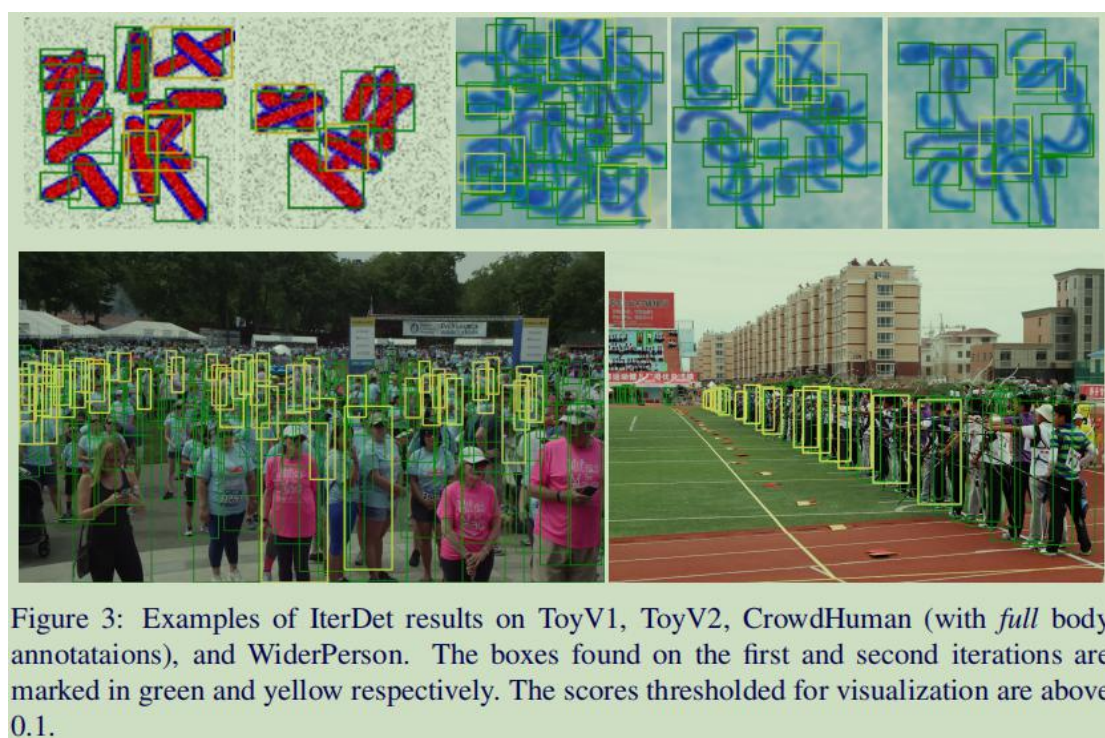 Figure 3: Examples of IterDet results on ToyV1, ToyV2, CrowdHuman (with full body
annotataions), and WiderPerson. The boxes found on the first and second iterations are
marked in green and yellow respectively. The scores thresholded for visualization are above
0.1.